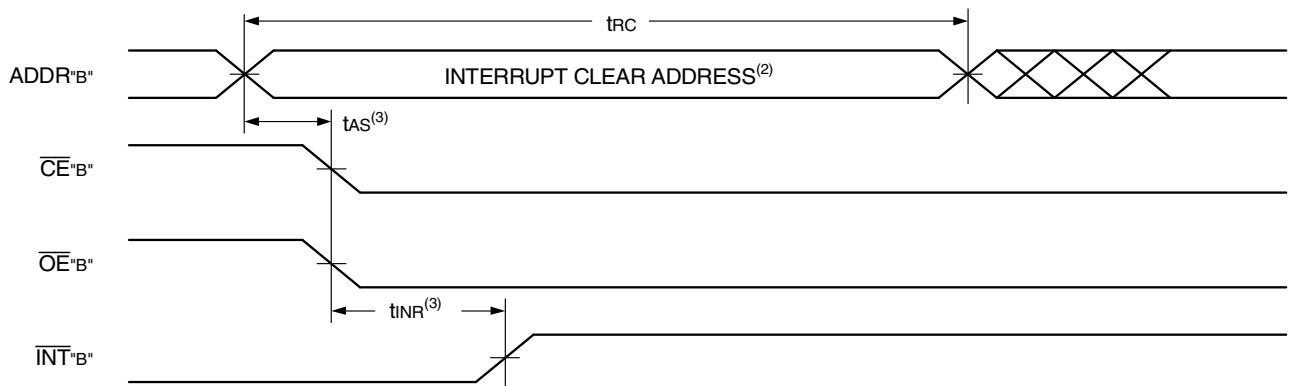 tRC
ADDR"B"
INTERRUPT CLEAR ADDRESS(2)
tAS(3)
CE"B"
OE"B"
tINR(3)
INT"B"